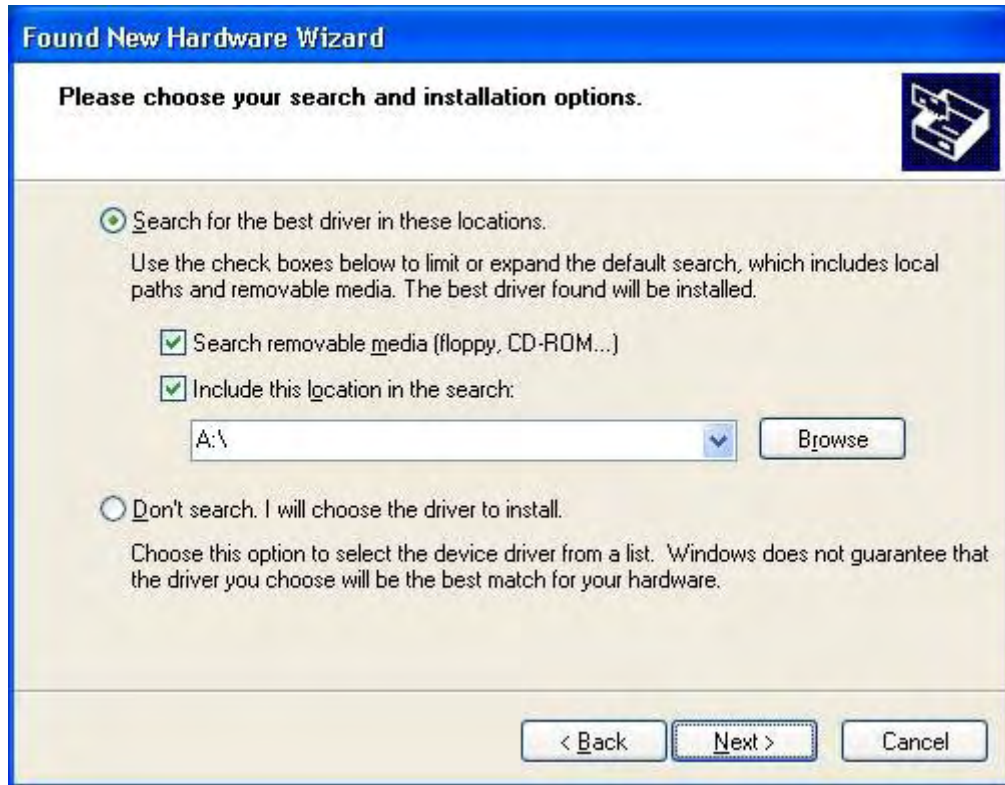 Found New Hardware Wizard
Please choose your search and installation options.
Search for the best driver in these locations.
Use the check boxes below to limit or expand the default search, which includes local
paths and removable media. The best driver found will be installed.
Search removable media (floppy, CD-ROM...)
Include this location in the search:
A:\
Browse
Don't search. I will choose the driver to install.
Choose this option to select the device driver from a list.  Windows does not guarantee that
the driver you choose will be the best match for your hardware.
< Back
Next >
Cancel